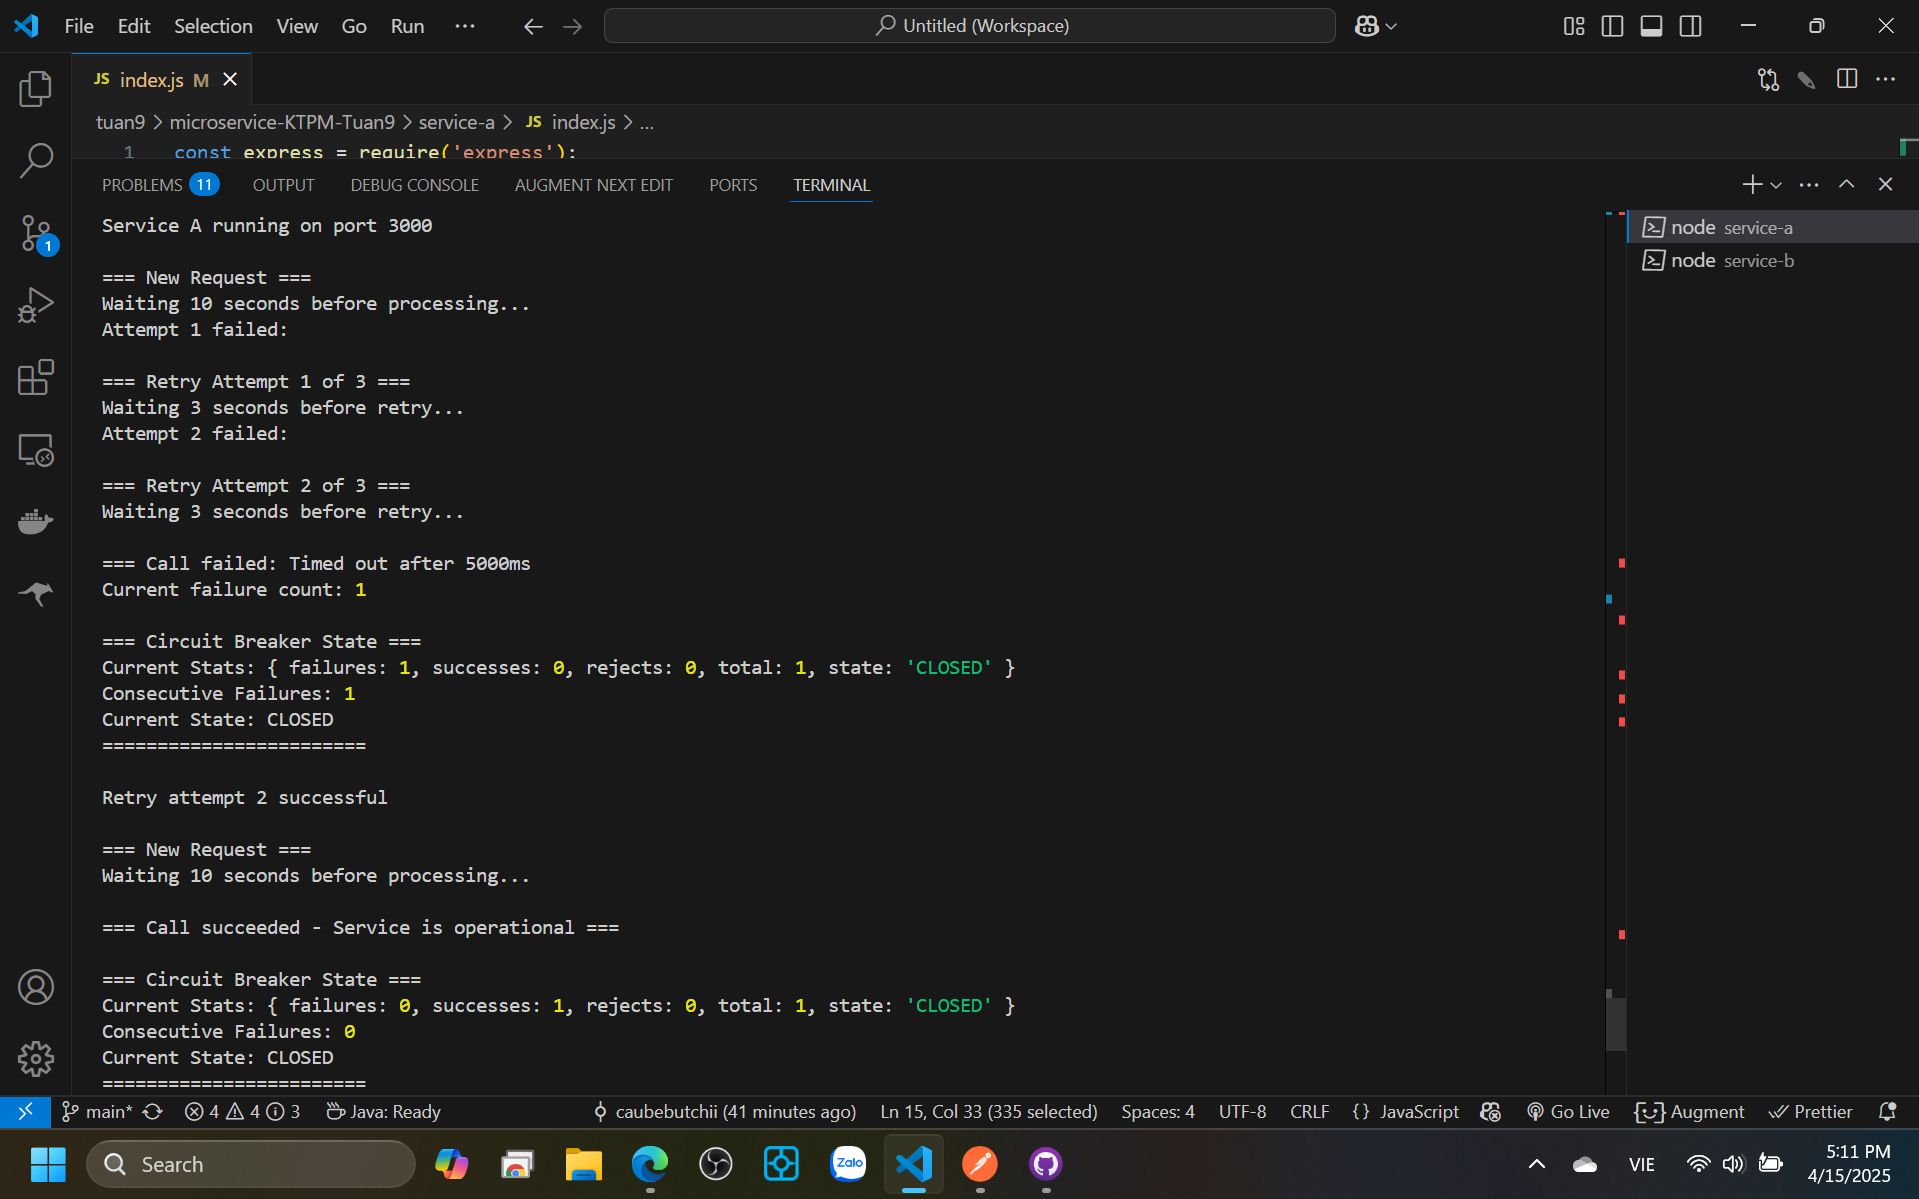 File Edit Selection View Go Run ···
Untitled (Workspace)
JS index.js M
tuan9 > microservice-KTPM-Tuan9 > service-a > JS index.js > ...
1 const express = require('express');
PROBLEMS 11 OUTPUT DEBUG CONSOLE AUGMENT NEXT EDIT PORTS TERMINAL
node service-a
node service-b
1
Service A running on port 3000
=== New Request ===
Waiting 10 seconds before processing...
Attempt 1 failed:
=== Retry Attempt 1 of 3 ===
Waiting 3 seconds before retry...
Attempt 2 failed:
=== Retry Attempt 2 of 3 ===
Waiting 3 seconds before retry...
=== Call failed: Timed out after 5000ms
Current failure count: 1
=== Circuit Breaker State ===
Current Stats: { failures: 1, successes: 0, rejects: 0, total: 1, state: 'CLOSED' }
Consecutive Failures: 1
Current State: CLOSED
========================
Retry attempt 2 successful
=== New Request ===
Waiting 10 seconds before processing...
=== Call succeeded - Service is operational ===
=== Circuit Breaker State ===
Current Stats: { failures: 0, successes: 1, rejects: 0, total: 1, state: 'CLOSED' }
Consecutive Failures: 0
Current State: CLOSED
========================
main* 4 4 3 Java: Ready caubebutchii (41 minutes ago) Ln 15, Col 33 (335 selected) Spaces: 4 UTF-8 CRLF {} JavaScript Go Live Augment Prettier
Search Zalo VIE 5:11 PM
4/15/2025